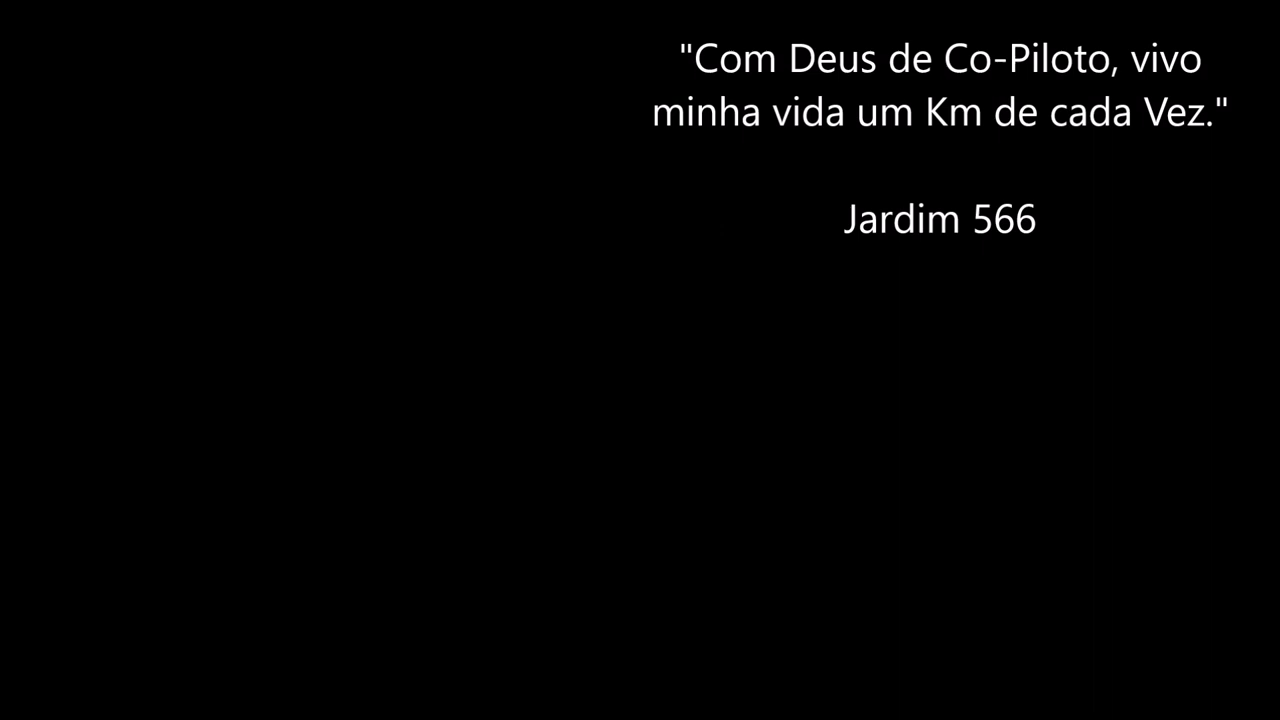 "Com Deus de Co-Piloto, vivo
minha vida um Km de cada Vez."
Jardim 566